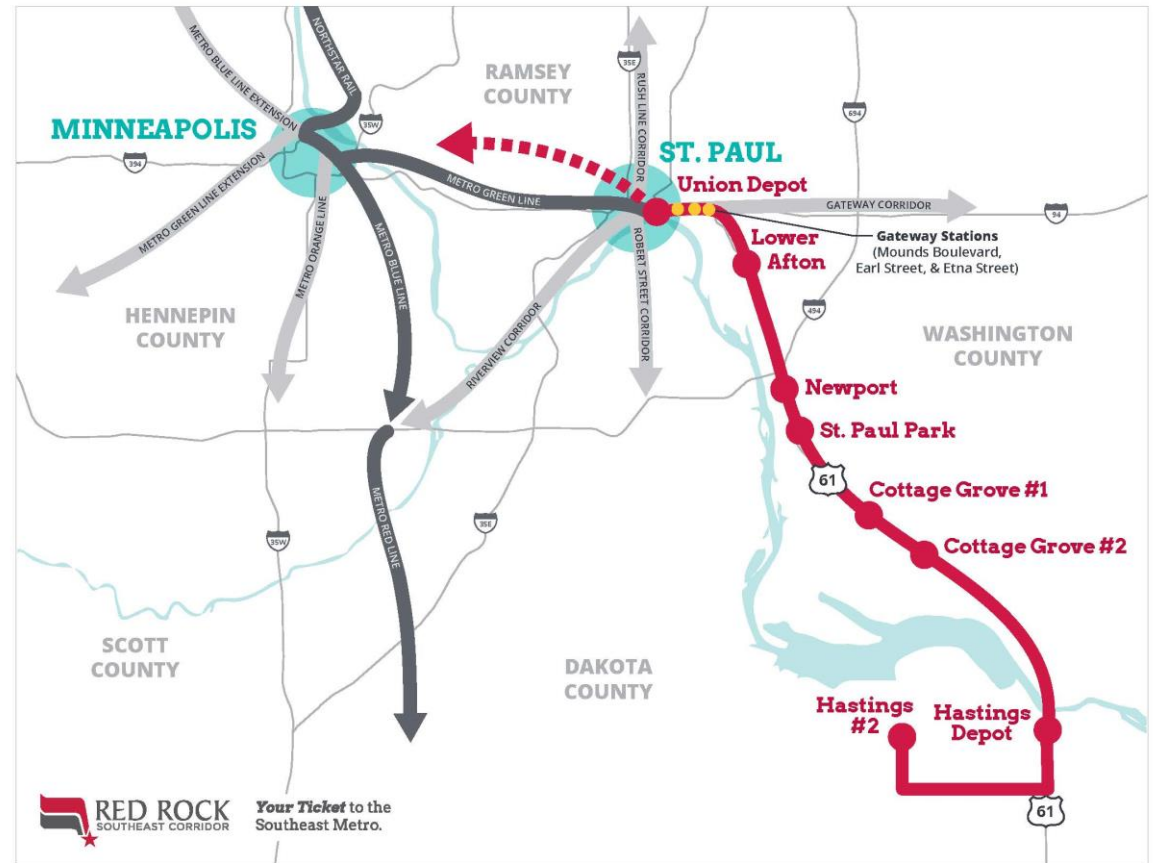 NORTHSTAR RAIL
METRO BLUE LINE EXTENSION
35E
RAMSEY
COUNTY
RUSH LINE CORRIDOR
694
35W
MINNEAPOLIS
394
ST. PAUL
Union Depot
METRO GREEN LINE
METRO GREEN LINE EXTENSION
METRO ORANGE LINE
METRO BLUE LINE
GATEWAY CORRIDOR
94
Gateway Stations
(Mounds Boulevard,
Earl Street, & Etna Street)
Lower
Afton
ROBERT STREET CORRIDOR
RIVERVIEW CORRIDOR
HENNEPIN
COUNTY
494
WASHINGTON
COUNTY
Newport
St. Paul Park
61
Cottage Grove #1
Cottage Grove #2
METRO RED LINE
35W
35E
SCOTT
COUNTY
DAKOTA
COUNTY
Hastings
#2
Hastings
Depot
61
RED ROCK
SOUTHEAST CORRIDOR
Your Ticket to the
Southeast Metro.